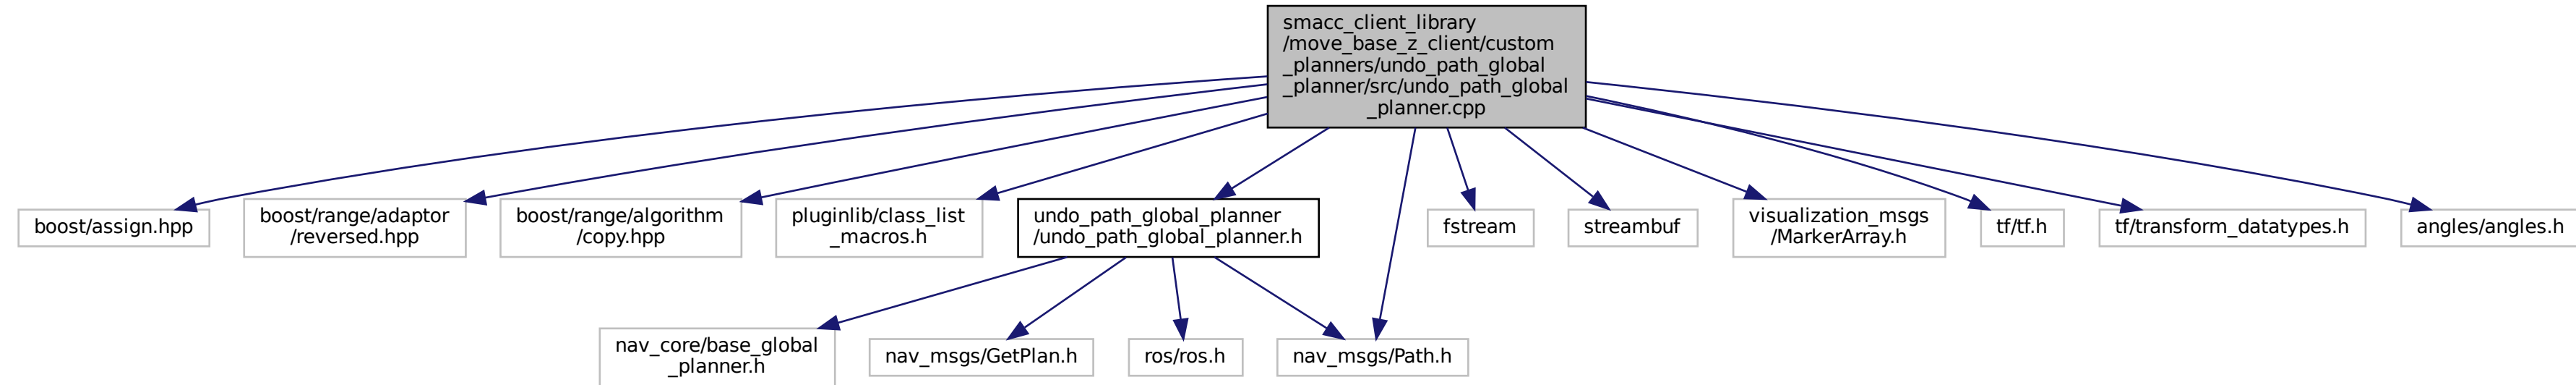 smacc_client_library
/move_base_z_client/custom
_planners/undo_path_global
_planner/src/undo_path_global
_planner.cpp
boost/assign.hpp
boost/range/adaptor
/reversed.hpp
boost/range/algorithm
/copy.hpp
pluginlib/class_list
_macros.h
undo_path_global_planner
/undo_path_global_planner.h
fstream
streambuf
visualization_msgs
/MarkerArray.h
tf/tf.h
tf/transform_datatypes.h
angles/angles.h
nav_core/base_global
_planner.h
nav_msgs/GetPlan.h
ros/ros.h
nav_msgs/Path.h